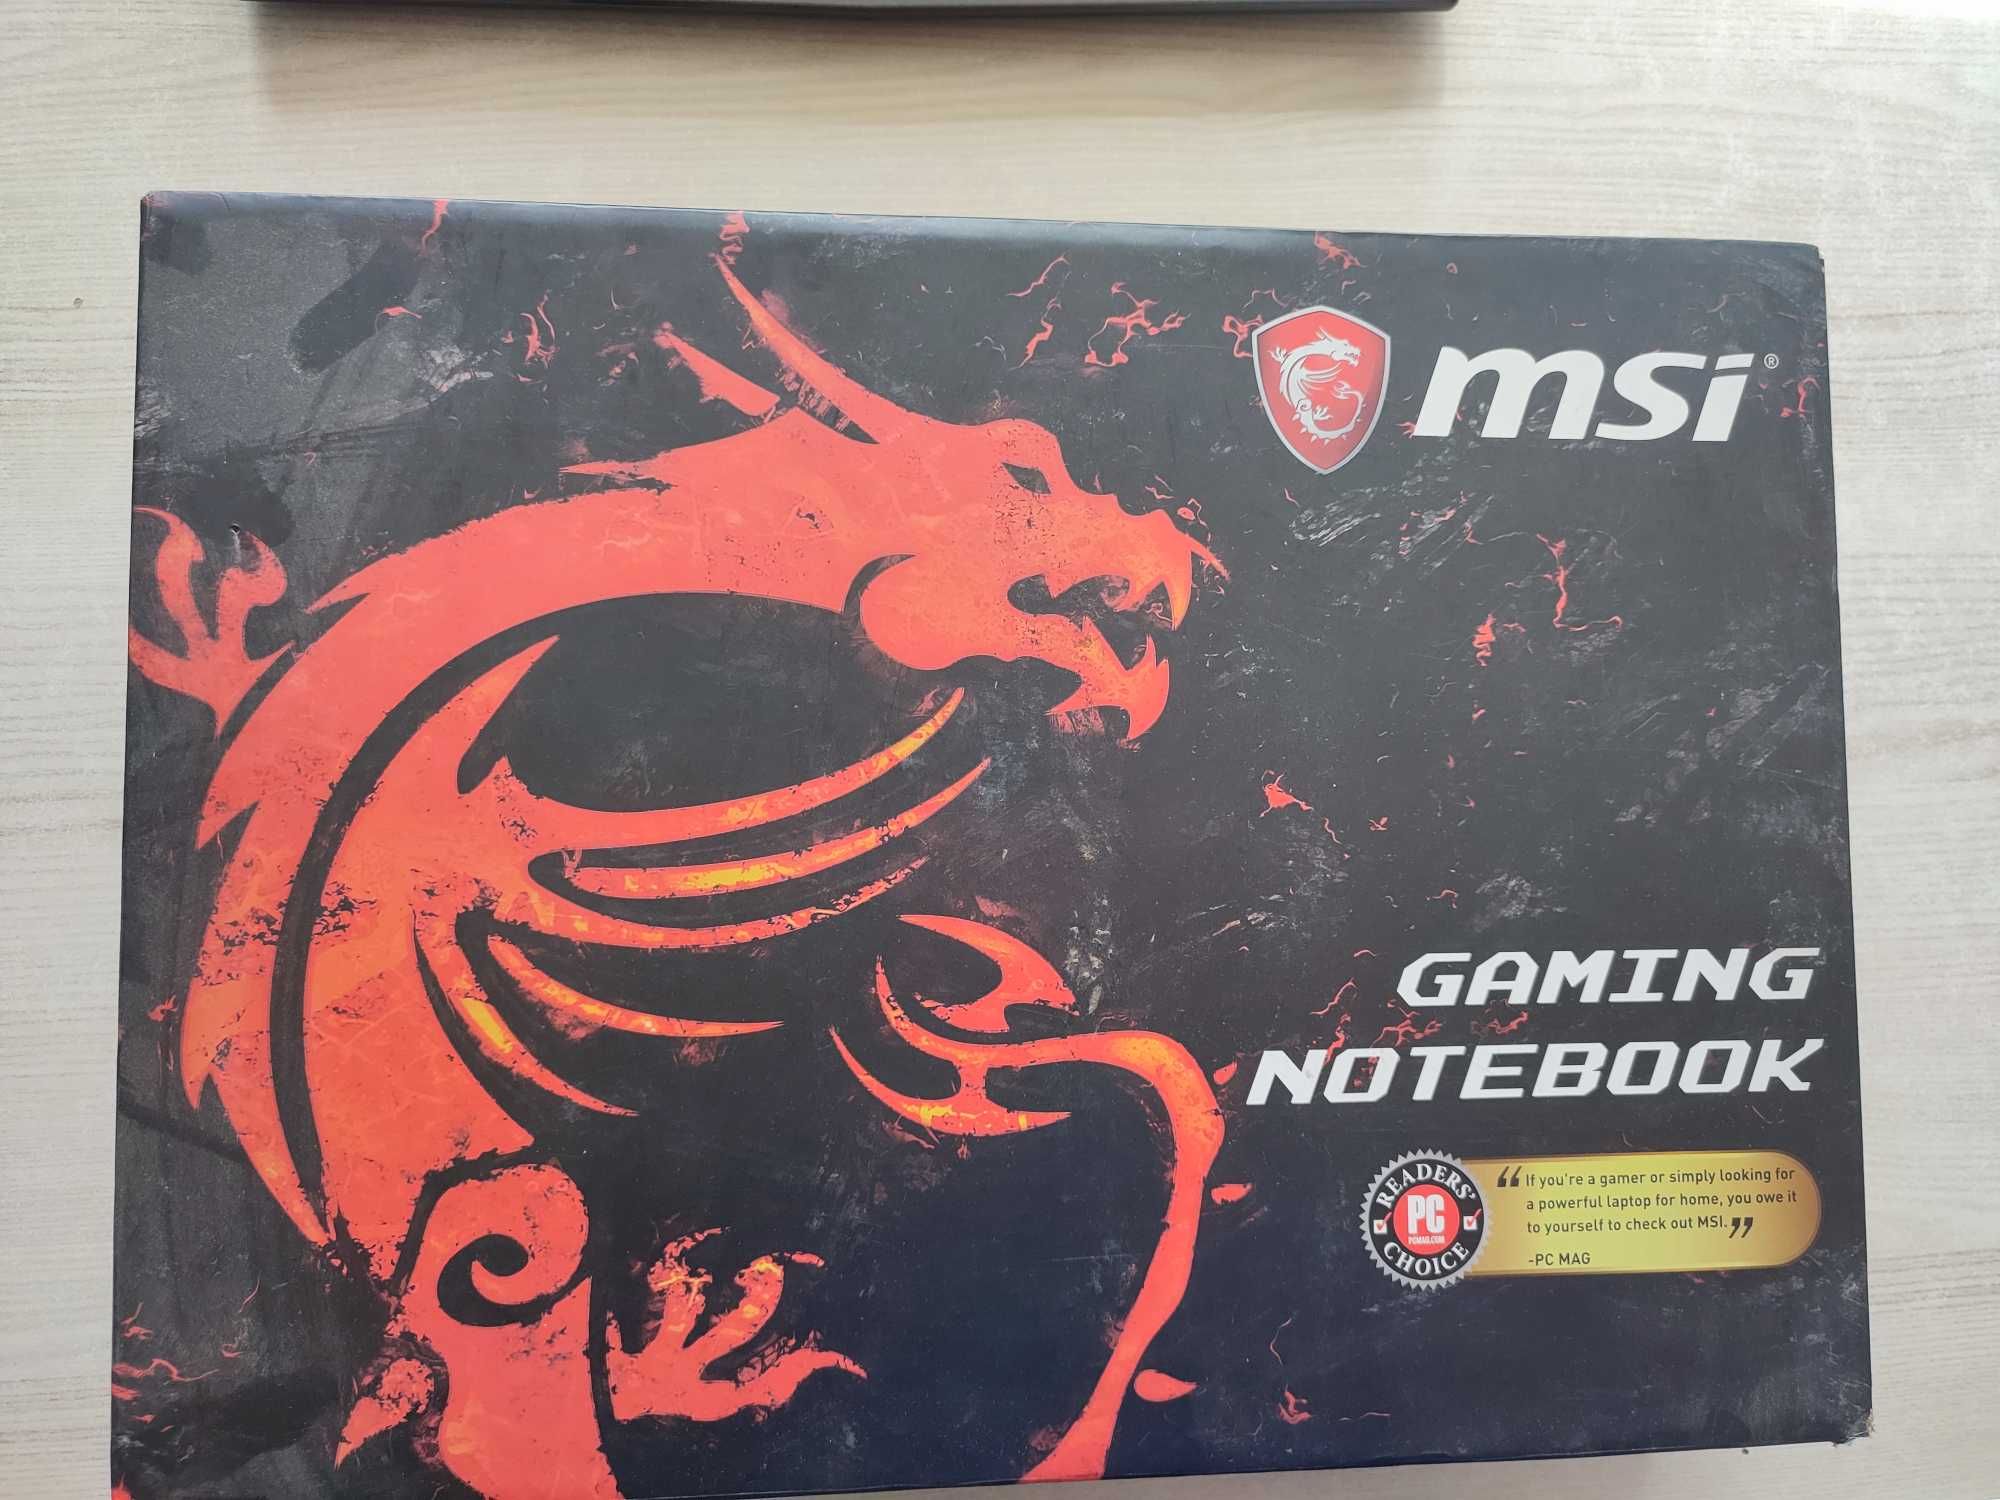 msi®
GAMING
NOTEBOOK
READERS'
PC
PCMAG.COM
CHOICE
“If you're a gamer or simply looking for
a powerful laptop for home, you owe it
to yourself to check out MSI.”
-PC MAG